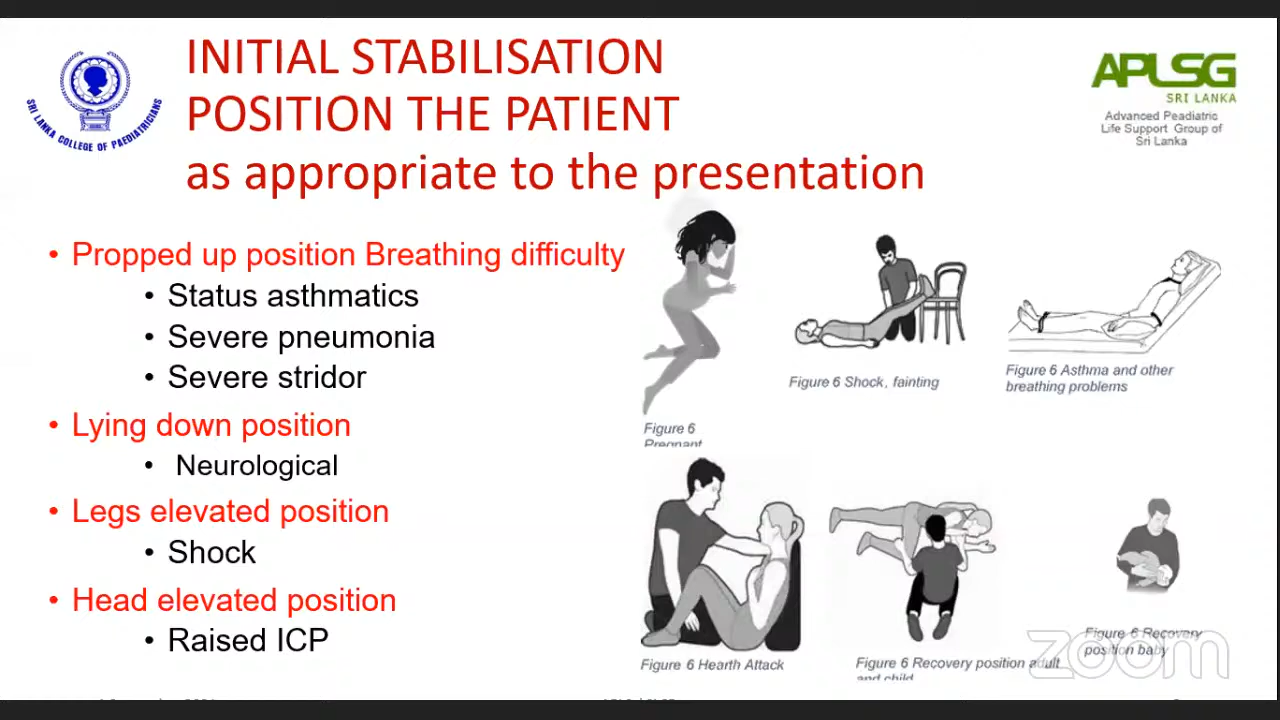 INITIAL STABILISATION
POSITION THE PATIENT
as appropriate to the presentation
SRI LANKA COLLEGE OF PAEDIATRICIANS
APLSG
SRI LANKA
Advanced Peadiatric
Life Support Group of
Sri Lanka
• Propped up position Breathing difficulty
• Status asthmatics
• Severe pneumonia
• Severe stridor
• Lying down position
• Neurological
• Legs elevated position
• Shock
• Head elevated position
• Raised ICP
Figure 6
Pregnant
Figure 6 Shock, fainting
Figure 6 Asthma and other
breathing problems
Figure 6 Hearth Attack
Figure 6 Recovery position adult
and child
Figure 6 Recovery
position baby
zoom